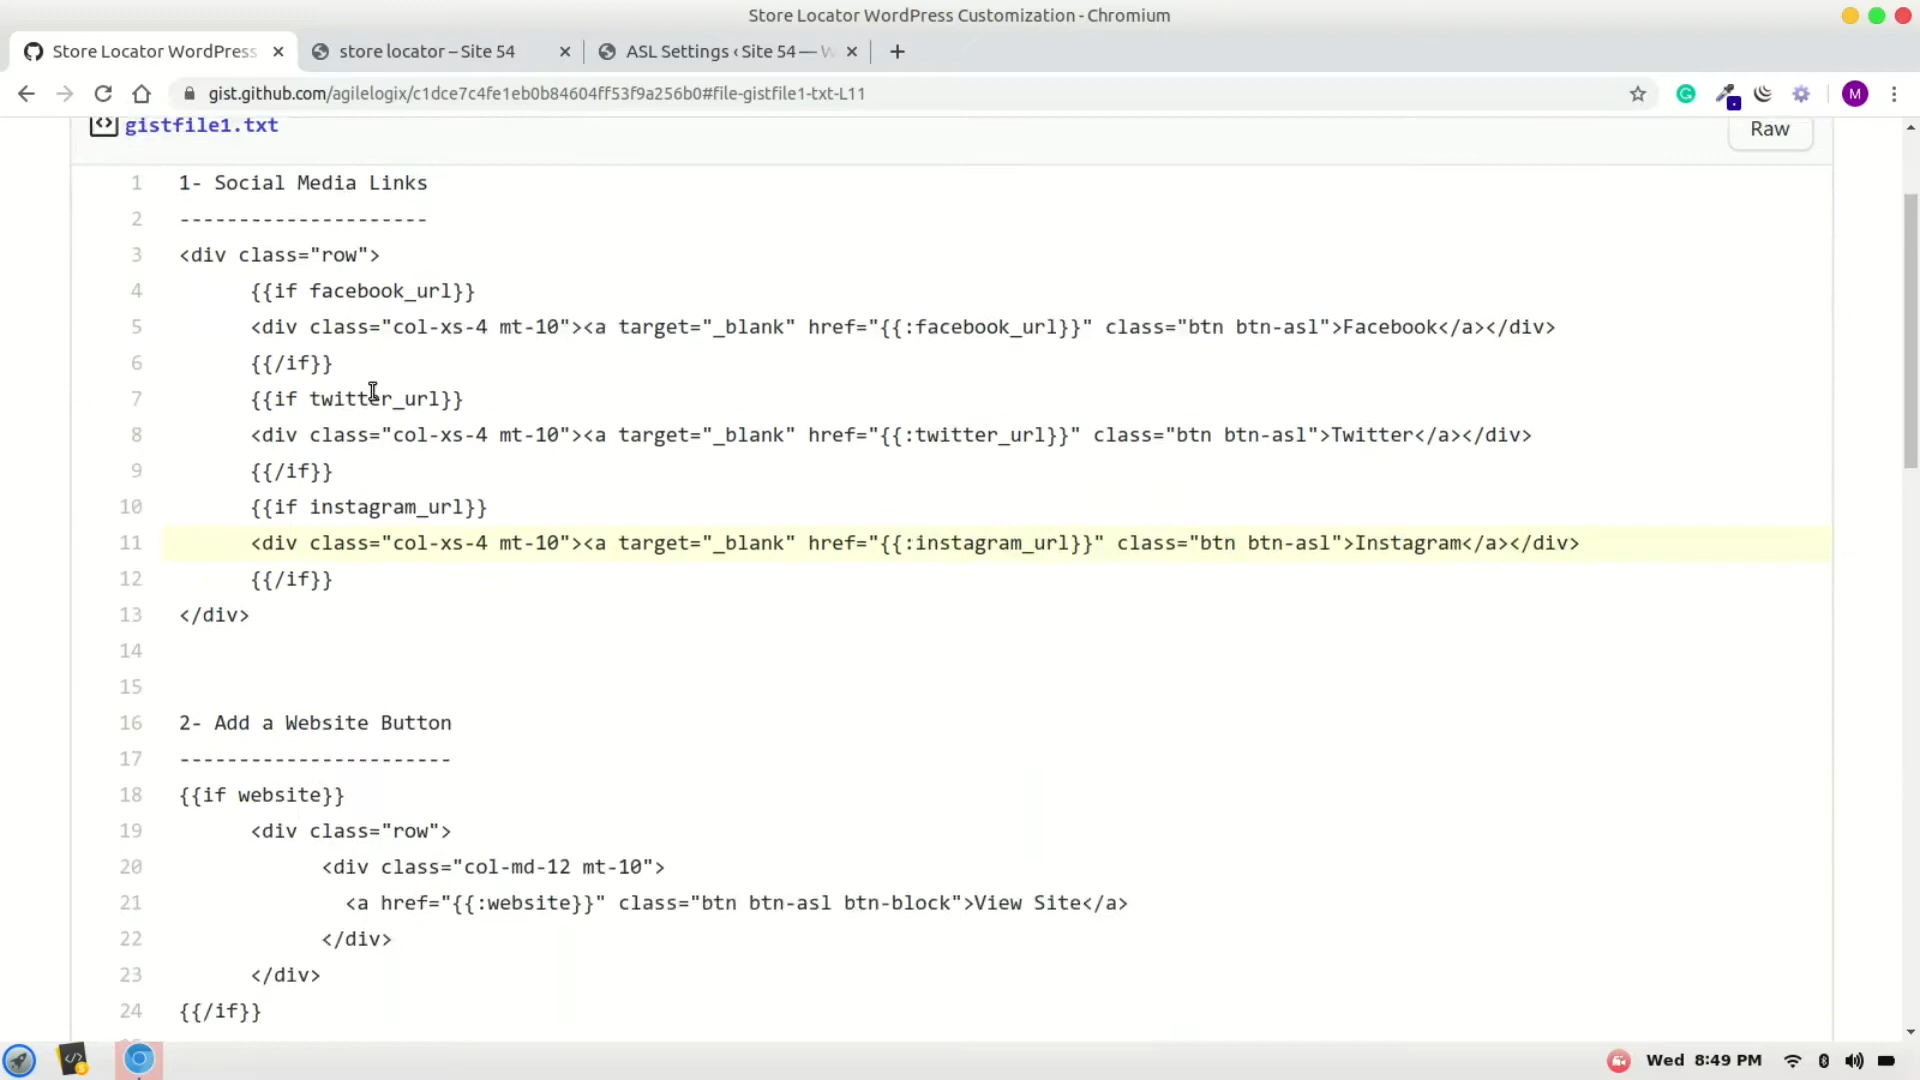 Store Locator WordPress Customization - Chromium
Store Locator WordPress
store locator – Site 54
ASL Settings ‹ Site 54 — W
gist.github.com/agilelogix/c1dce7c4fe1eb0b84604ff53f9a256b0#file-gistfile1-txt-L11
M
gistfile1.txt
Raw
1 1- Social Media Links
2 ---------------------
3 <div class="row">
4 {{if facebook_url}}
5 <div class="col-xs-4 mt-10"><a target="_blank" href="{{:facebook_url}}" class="btn btn-asl">Facebook</a></div>
6 {{/if}}
7 {{if twitter_url}}
8 <div class="col-xs-4 mt-10"><a target="_blank" href="{{:twitter_url}}" class="btn btn-asl">Twitter</a></div>
9 {{/if}}
10 {{if instagram_url}}
11 <div class="col-xs-4 mt-10"><a target="_blank" href="{{:instagram_url}}" class="btn btn-asl">Instagram</a></div>
12 {{/if}}
13 </div>
14
15
16 2- Add a Website Button
17 -----------------------
18 {{if website}}
19 <div class="row">
20 <div class="col-md-12 mt-10">
21 <a href="{{:website}}" class="btn btn-asl btn-block">View Site</a>
22 </div>
23 </div>
24 {{/if}}
Wed 8:49 PM